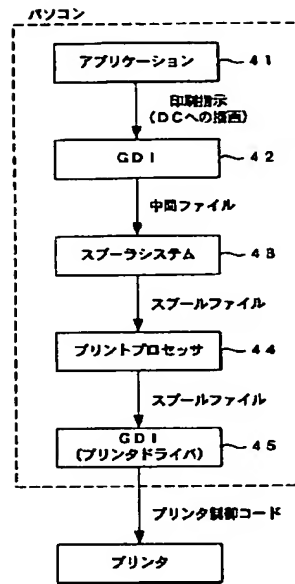 パソコン
アプリケーション 41
印刷指示
(DCへの描画)
GDI 42
中間ファイル
スプーラシステム 43
スプールファイル
プリントプロセッサ 44
スプールファイル
GDI 45
(プリンタドライバ)
プリンタ制御コード
プリンタ